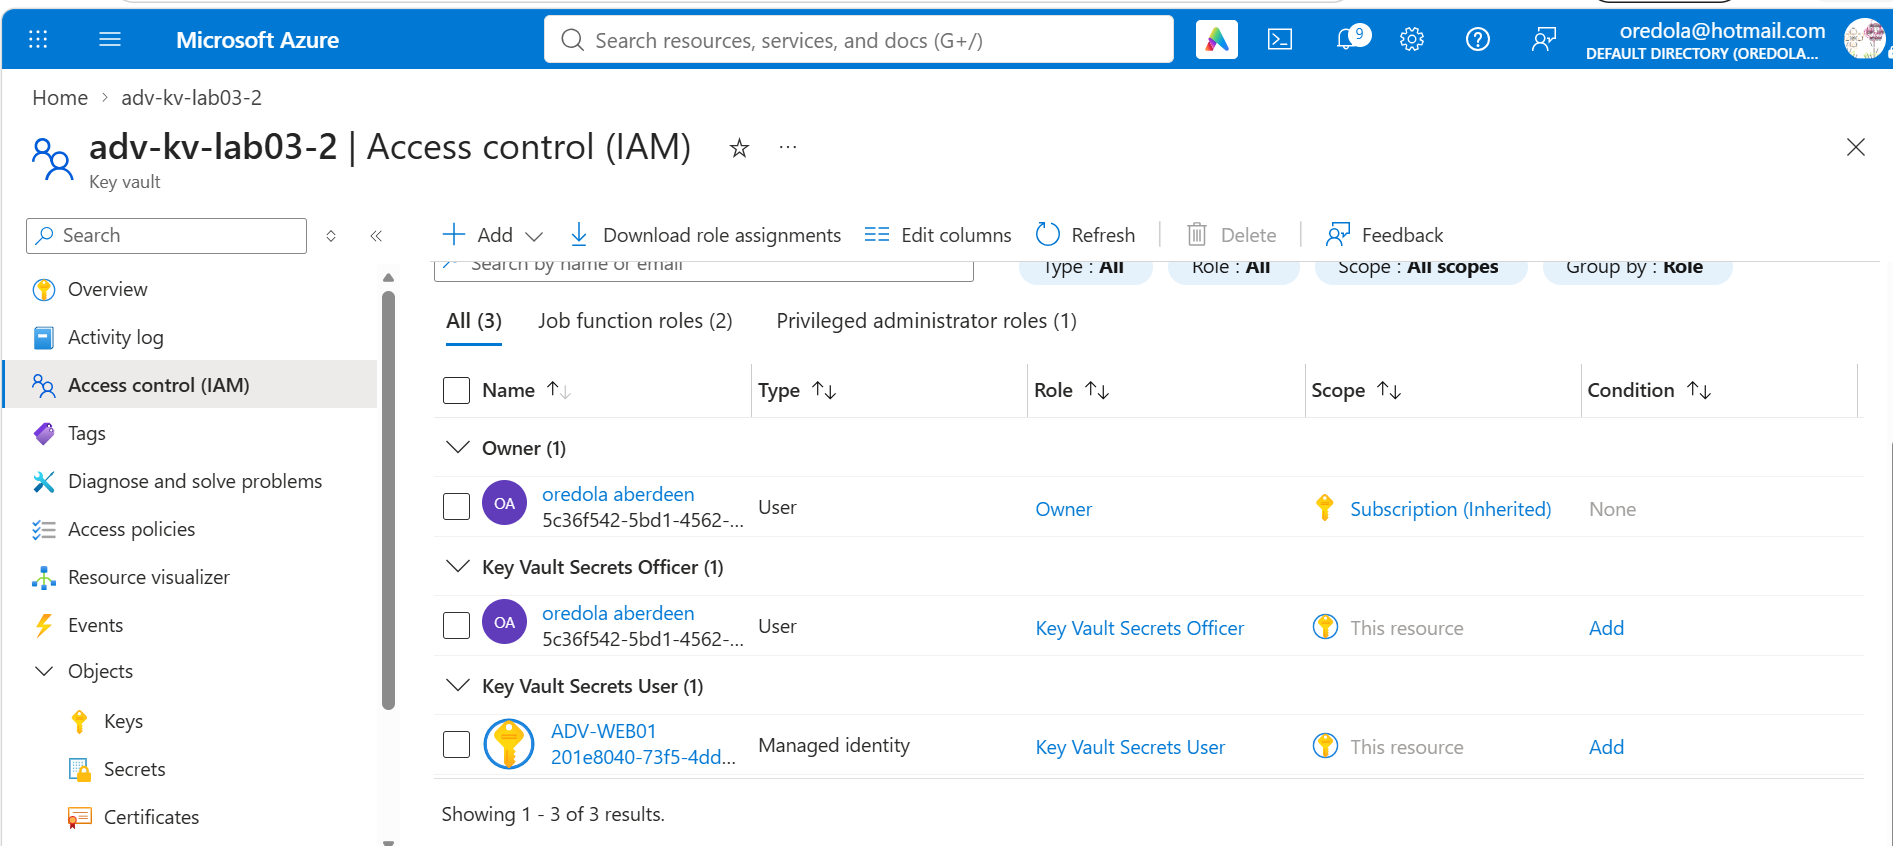 Microsoft Azure
Search resources, services, and docs (G+/)
9
oredola@hotmail.com
DEFAULT DIRECTORY (OREDOLA...
Home > adv-kv-lab03-2
adv-kv-lab03-2 | Access control (IAM)
...
Key vault
Search
Add
Download role assignments
Edit columns
Refresh
Delete
Feedback
Search by name or email
Type : All
Role : All
Scope : All scopes
Group by : Role
Overview
Activity log
Access control (IAM)
Tags
Diagnose and solve problems
Access policies
Resource visualizer
Events
Objects
Keys
Secrets
Certificates
All (3)
Job function roles (2)
Privileged administrator roles (1)
Name Type Role Scope Condition
Owner (1)
OA oredola aberdeen User Owner Subscription (Inherited) None
5c36f542-5bd1-4562-...
Key Vault Secrets Officer (1)
OA oredola aberdeen User Key Vault Secrets Officer This resource Add
5c36f542-5bd1-4562-...
Key Vault Secrets User (1)
ADV-WEB01 Managed identity Key Vault Secrets User This resource Add
201e8040-73f5-4dd...
Showing 1 - 3 of 3 results.